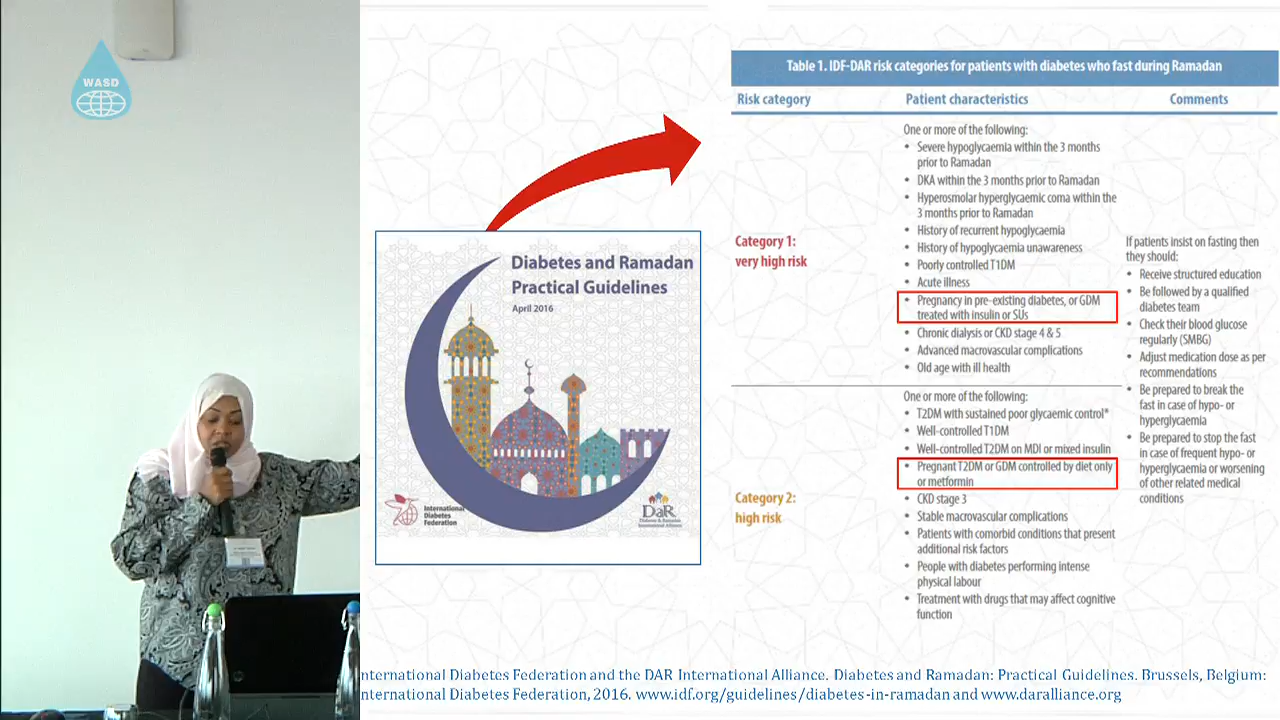 WASD
Diabetes and Ramadan
Practical Guidelines
April 2016
International
Diabetes
Federation
DaR
Diabetes & Ramadan
International Alliance
Table 1. IDF-DAR risk categories for patients with diabetes who fast during Ramadan
Risk category
Patient characteristics
Comments
Category 1:
very high risk
One or more of the following:
• Severe hypoglycaemia within the 3 months
prior to Ramadan
• DKA within the 3 months prior to Ramadan
• Hyperosmolar hyperglycaemic coma within the
3 months prior to Ramadan
• History of recurrent hypoglycaemia
• History of hypoglycaemia unawareness
• Poorly controlled T1DM
• Acute illness
• Pregnancy in pre-existing diabetes, or GDM
treated with insulin or SUs
• Chronic dialysis or CKD stage 4 & 5
• Advanced macrovascular complications
• Old age with ill health
If patients insist on fasting then
they should:
• Receive structured education
• Be followed by a qualified
diabetes team
• Check their blood glucose
regularly (SMBG)
• Adjust medication dose as per
recommendations
• Be prepared to break the
fast in case of hypo- or
hyperglycaemia
• Be prepared to stop the fast
in case of frequent hypo- or
hyperglycaemia or worsening
of other related medical
conditions
Category 2:
high risk
One or more of the following:
• T2DM with sustained poor glycaemic control*
• Well-controlled T1DM
• Well-controlled T2DM on MDI or mixed insulin
• Pregnant T2DM or GDM controlled by diet only
or metformin
• CKD stage 3
• Stable macrovascular complications
• Patients with comorbid conditions that present
additional risk factors
• People with diabetes performing intense
physical labour
• Treatment with drugs that may affect cognitive
function
nternational Diabetes Federation and the DAR International Alliance. Diabetes and Ramadan: Practical Guidelines. Brussels, Belgium:
nternational Diabetes Federation, 2016. www.idf.org/guidelines/diabetes-in-ramadan and www.daralliance.org